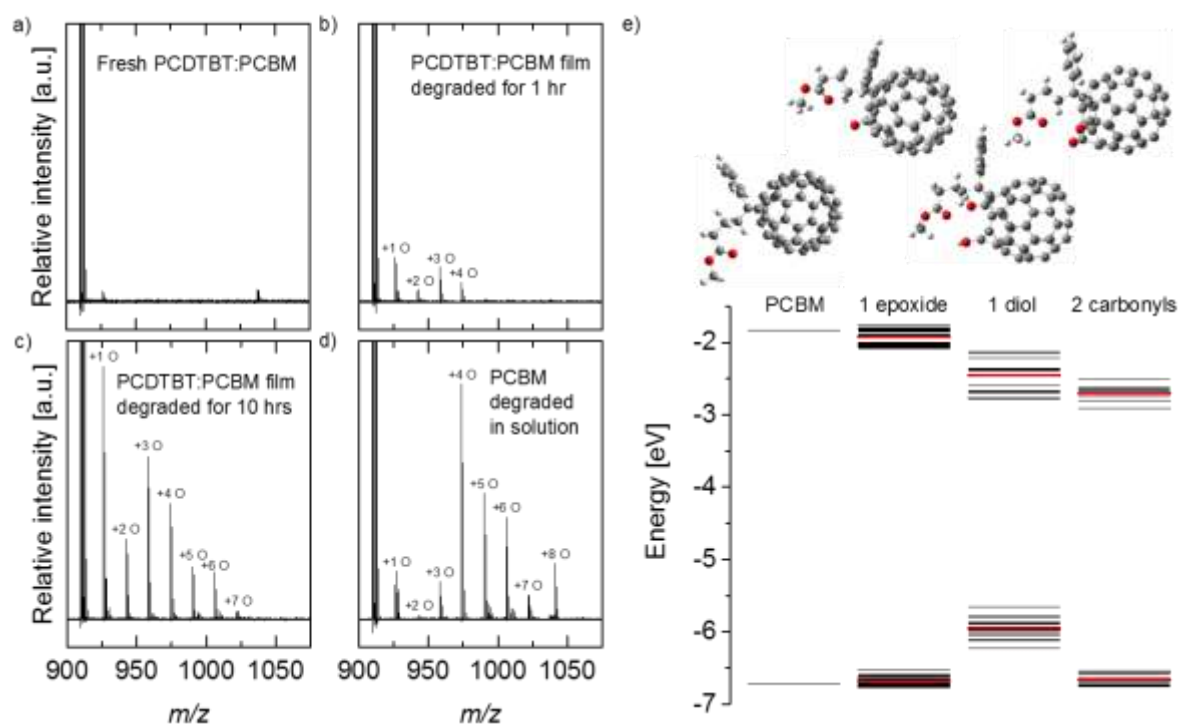 a)
Fresh PCDTBT:PCBM
Relative intensity [a.u.]
b)
PCDTBT:PCBM film
degraded for 1 hr
+1 O
+2 O
+3 O
+4 O
c)
PCDTBT:PCBM film
degraded for 10 hrs
Relative intensity [a.u.]
+1 O
+2 O
+3 O
+4 O
+5 O
+6 O
+7 O
900 950 1000 1050
m/z
d)
PCBM
degraded
in solution
+1 O
+2 O
+3 O
+4 O
+5 O
+6 O
+7 O
+8 O
900 950 1000 1050
m/z
e)
PCBM 1 epoxide 1 diol 2 carbonyls
Energy [eV]
-2
-3
-4
-5
-6
-7